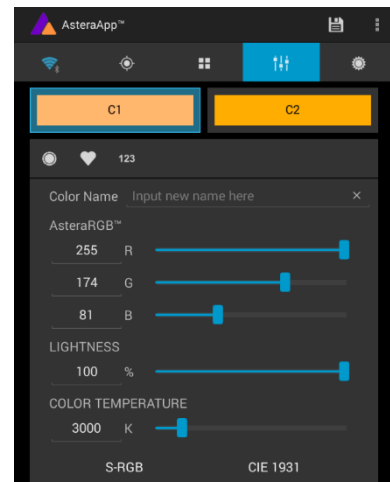 AsteraApp™
C1 C2
123
Color Name Input new name here ×
AsteraRGB™
255 R
174 G
81 B
LIGHTNESS
100 %
COLOR TEMPERATURE
3000 K
S-RGB CIE 1931